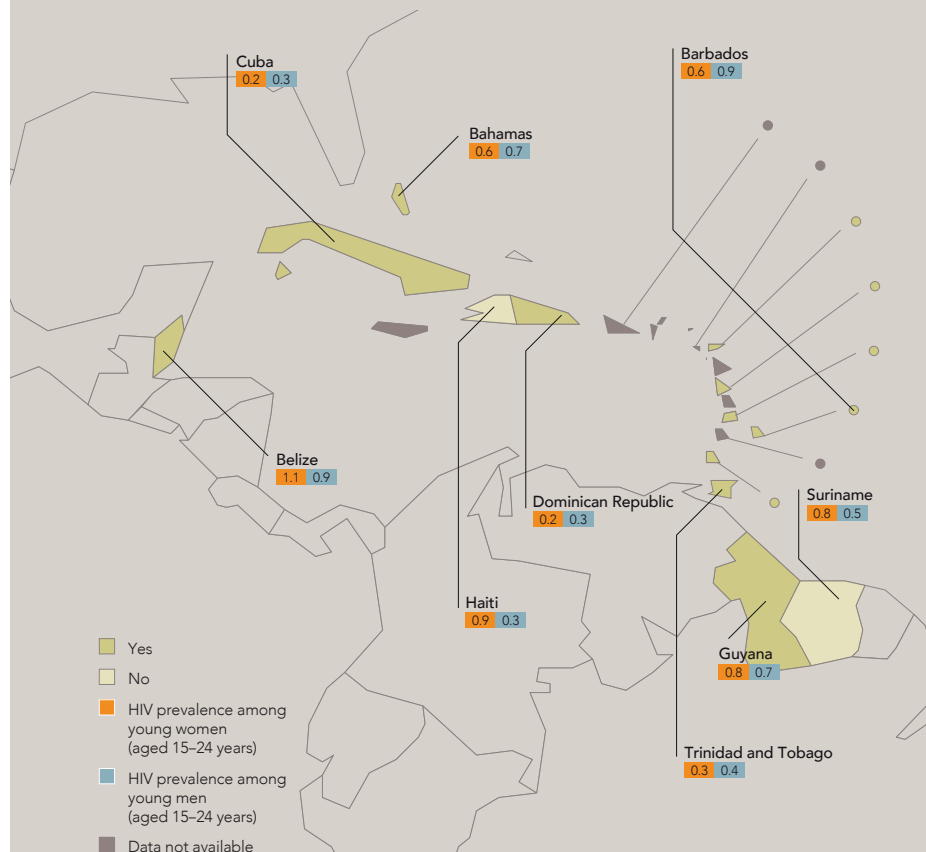 Cuba
0.2 0.3
Barbados
0.6 0.9
Bahamas
0.6 0.7
Belize
1.1 0.9
Dominican Republic
0.2 0.3
Suriname
0.8 0.5
Haiti
0.9 0.3
Guyana
0.8 0.7
Trinidad and Tobago
0.3 0.4
Yes
No
HIV prevalence among
young women
(aged 15–24 years)
HIV prevalence among
young men
(aged 15–24 years)
Data not available